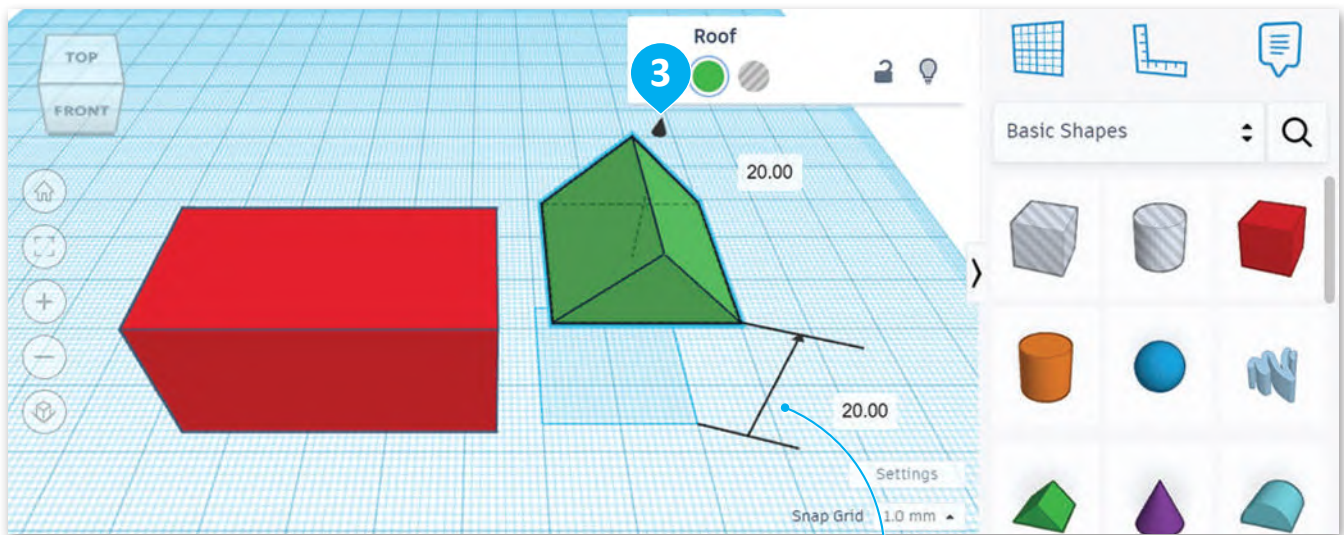 TOP
FRONT
Roof
3
20.00
20.00
Settings
Snap Grid 1.0 mm
Basic Shapes